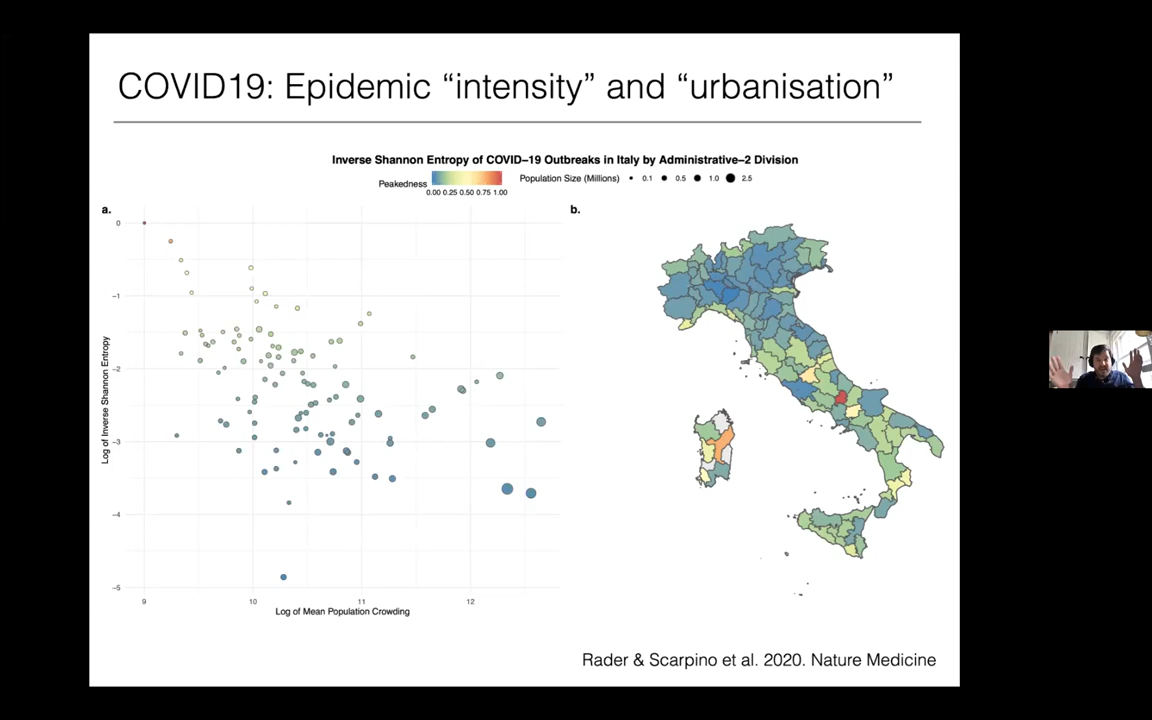 COVID19: Epidemic “intensity” and “urbanisation”
Inverse Shannon Entropy of COVID–19 Outbreaks in Italy by Administrative–2 Division
Peakedness
0.00 0.25 0.50 0.75 1.00
Population Size (Millions) 0.1 0.5 1.0 2.5
a.
b.
0
−1
−2
−3
−4
−5
Log of Inverse Shannon Entropy
9 10 11 12
Log of Mean Population Crowding
Rader & Scarpino et al. 2020. Nature Medicine